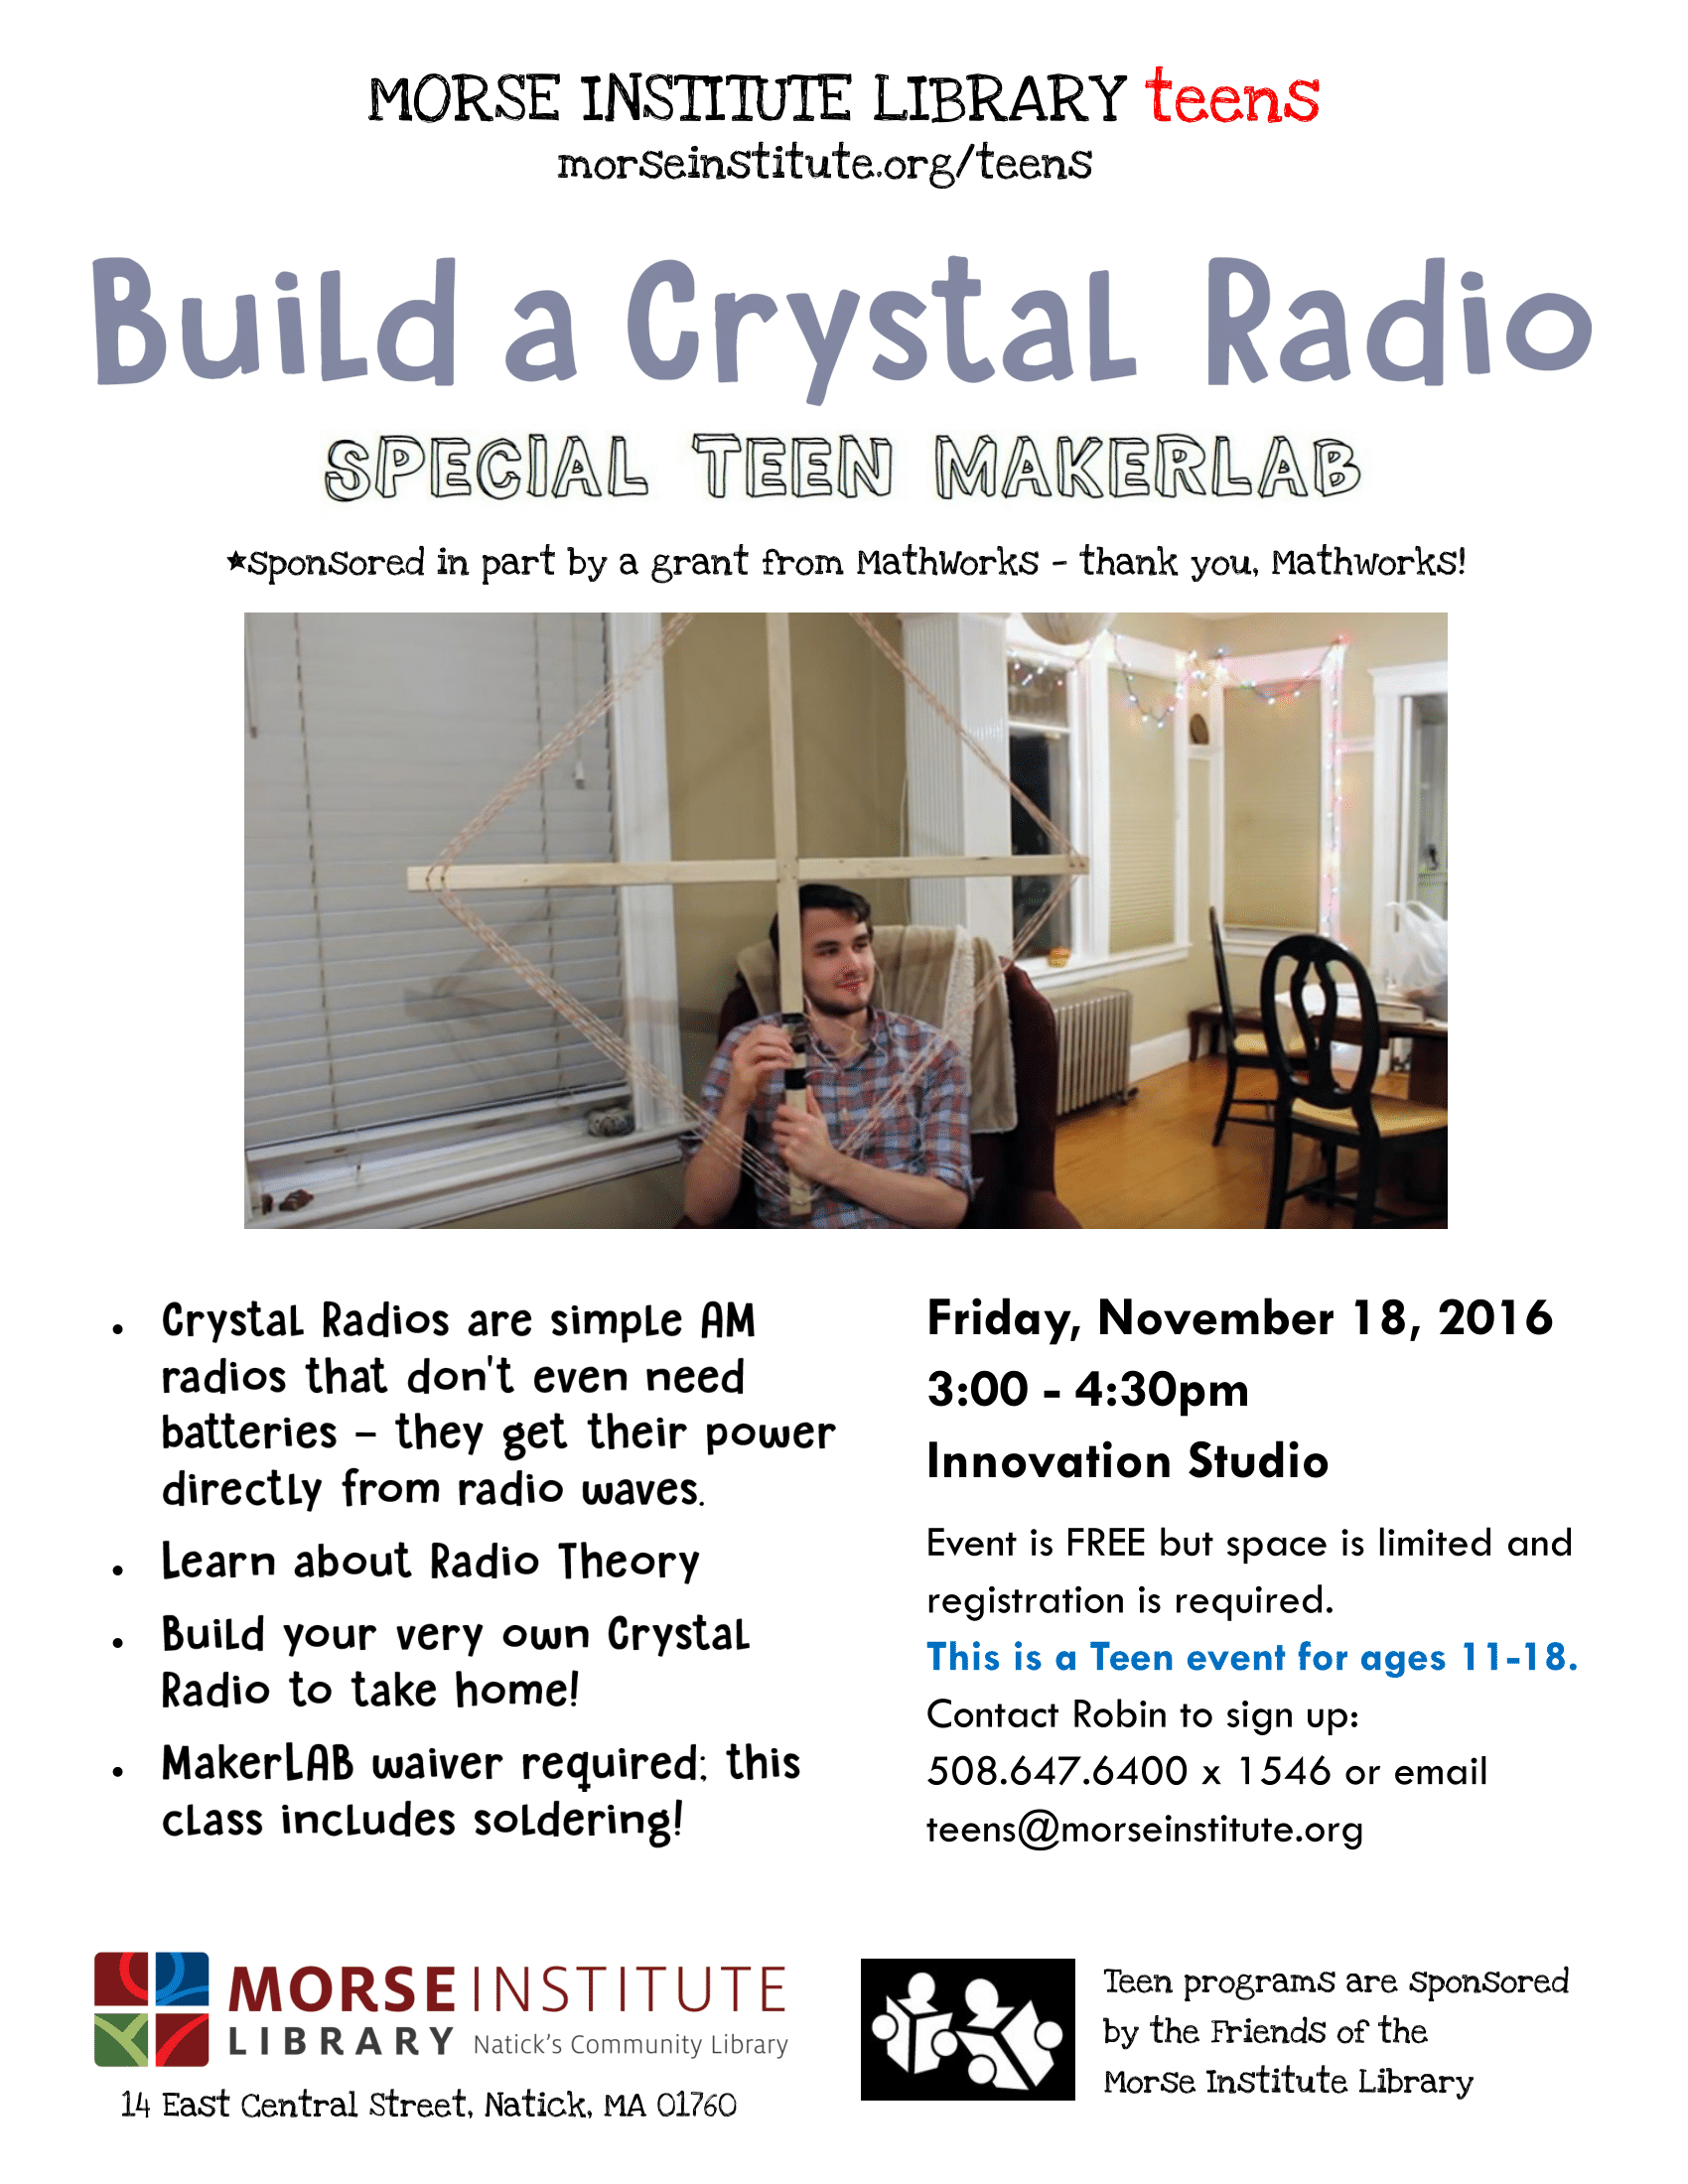 MORSE INSTITUTE LIBRARY teens
morseinstitute.org/teens
Build a Crystal Radio
SPECIAL TEEN MAKERLAB
★sponsored in part by a grant from MathWorks - thank you, Mathworks!
• Crystal Radios are simple AM
radios that don't even need
batteries – they get their power
directly from radio waves.
• Learn about Radio Theory
• Build your very own Crystal
Radio to take home!
• MakerLAB waiver required; this
class includes soldering!
Friday, November 18, 2016
3:00 - 4:30pm
Innovation Studio
Event is FREE but space is limited and
registration is required.
This is a Teen event for ages 11-18.
Contact Robin to sign up:
508.647.6400 x 1546 or email
teens@morseinstitute.org
MORSE INSTITUTE
LIBRARY Natick's Community Library
14 East Central Street, Natick, MA 01760
Teen programs are sponsored
by the Friends of the
Morse Institute Library